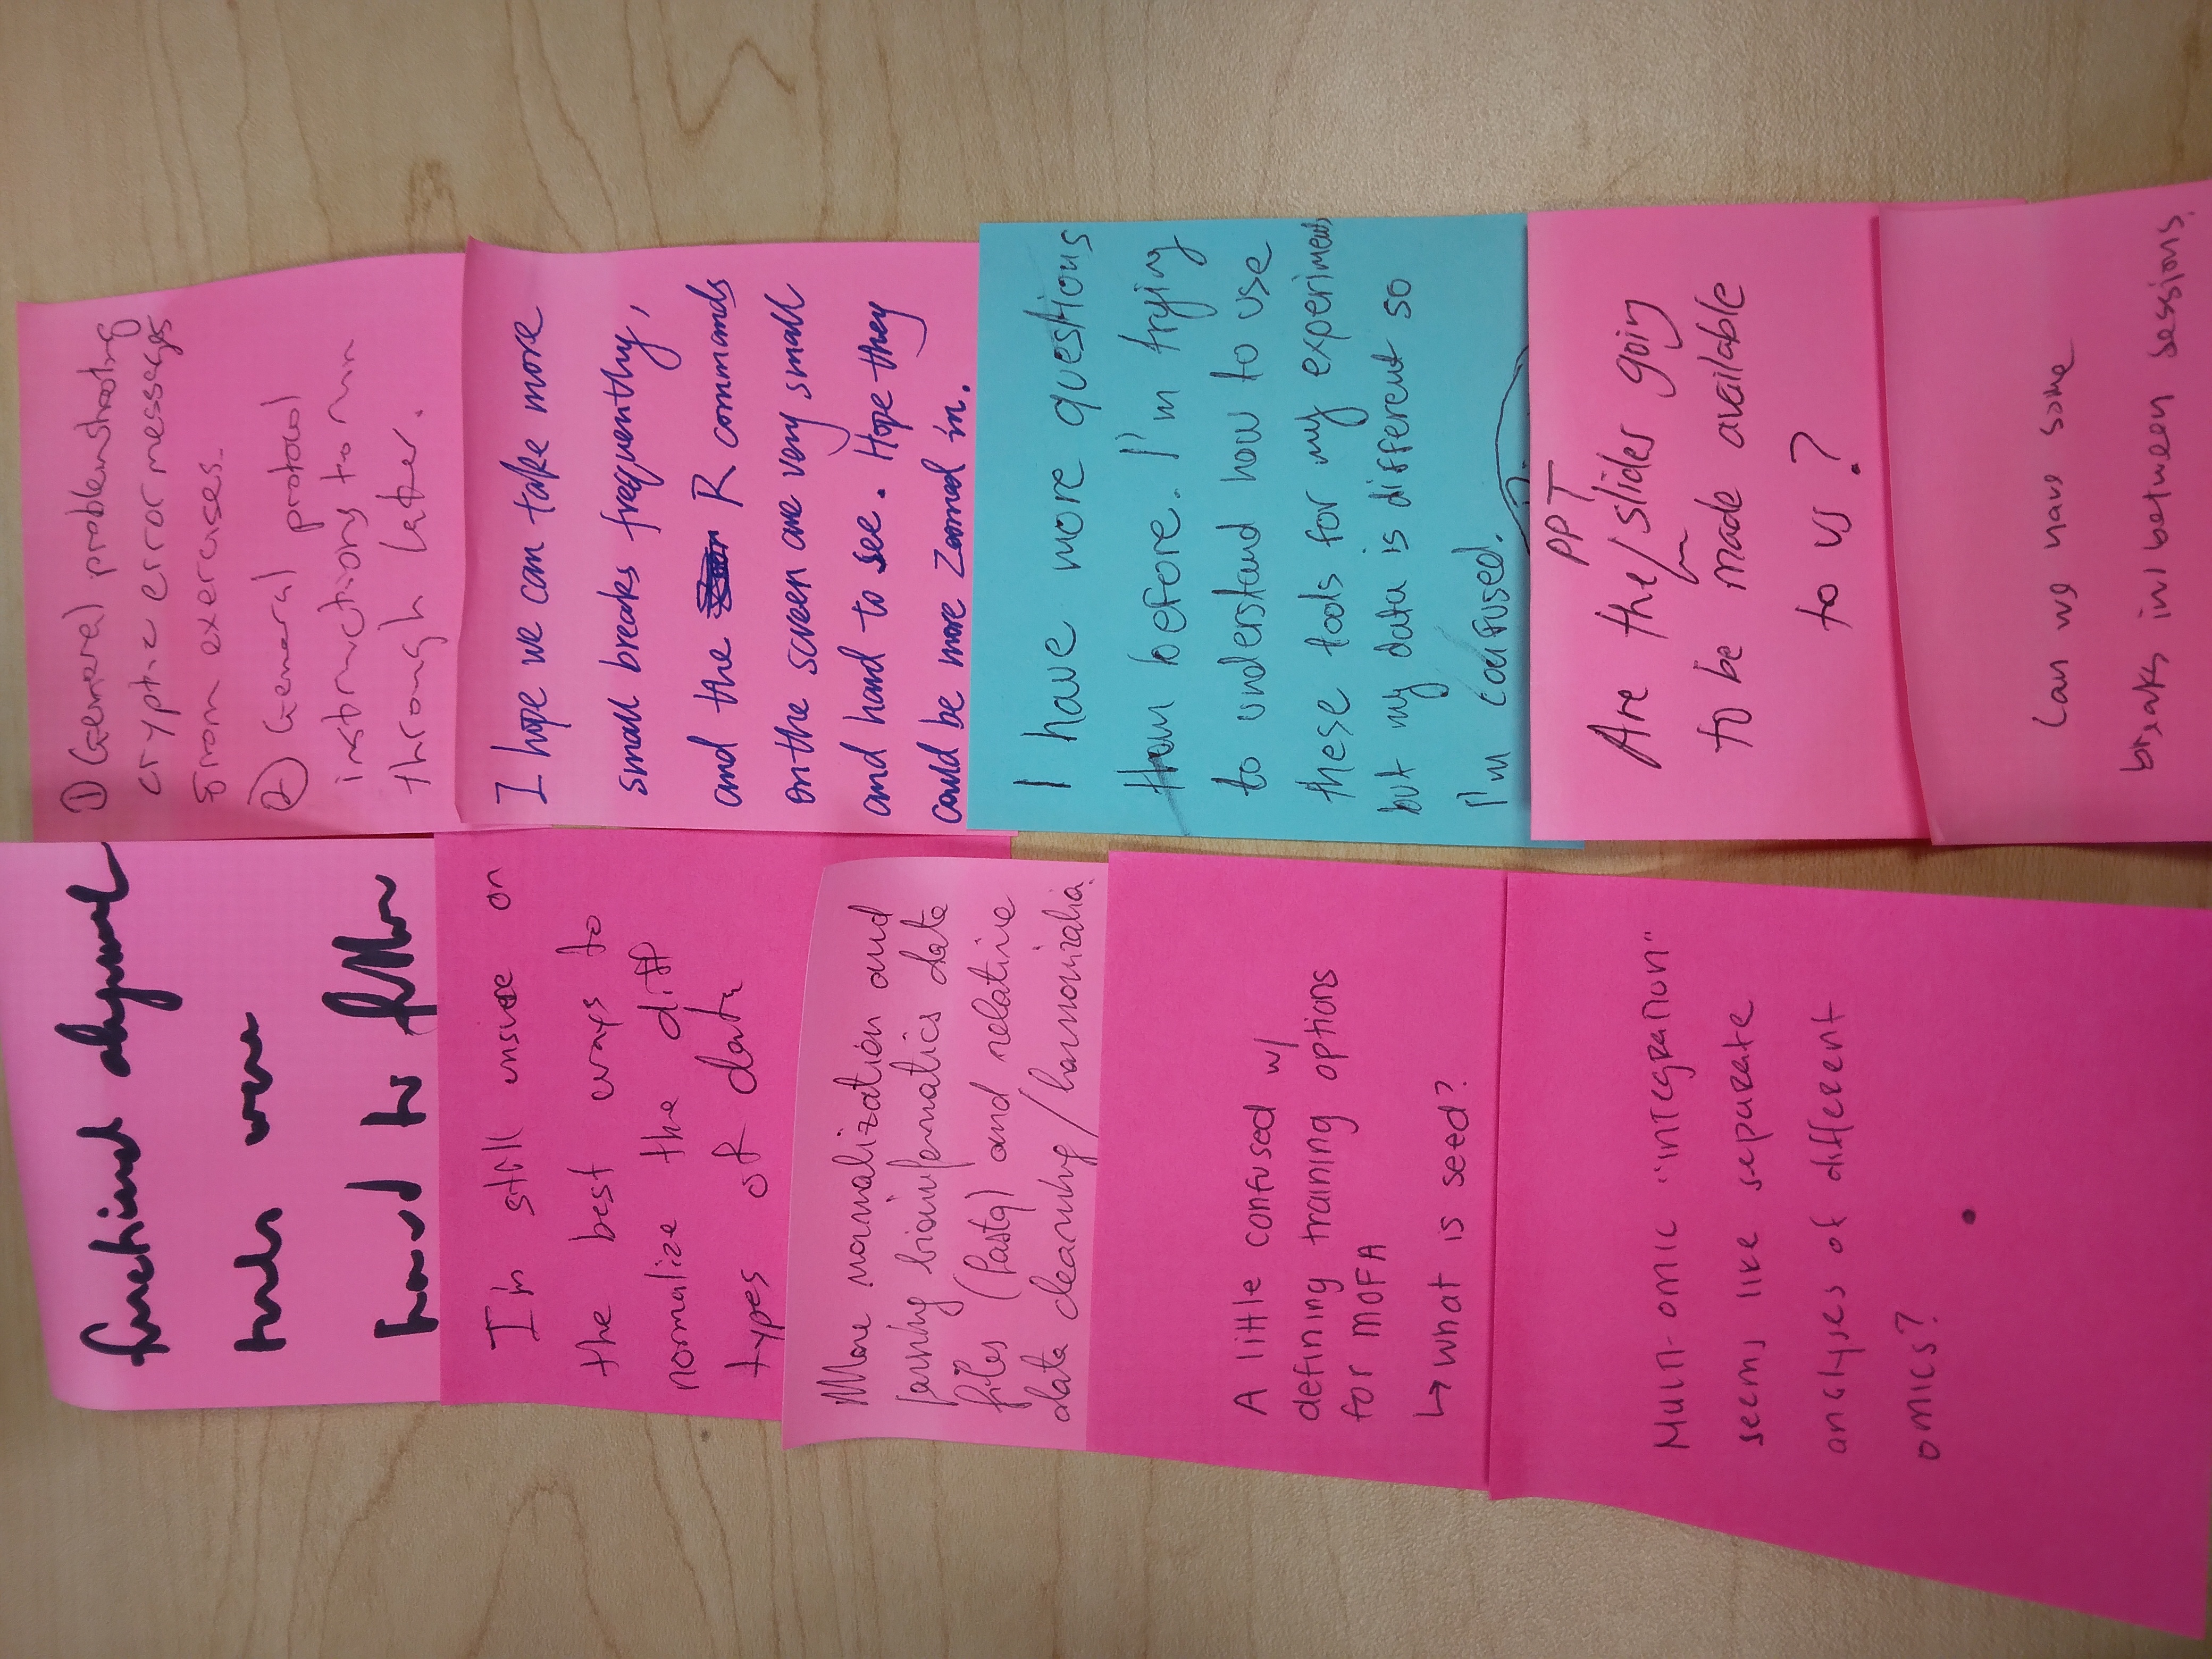 functional alignment
tools were
hard to follow
I'm still unsure on
the best ways to
normalize the diff
types of data
More normalization and
parsing bioinformatics data
files (fastq) and relative
data cleaning/harmonization
A little confused w/
defining training options
for MOFA
↳ what is seed?
Multi-omic "integration"
seems like separate
analyses of different
omics?
① General problemshooting
cryptic error messages
from exercises.
② General protocol
instructions to run
through later.
I hope we can take more
small breaks frequenthy,
and the R commands
on the screen are very small
and hard to see. Hope they
could be more zoomed in.
I have more questions
than before. I'm trying
to understand how to use
these tools for my experiments
but my data is different so
I'm confused.
PPT
Are the slides going
to be made available
to us?
Can we have some
breaks in between sessions.